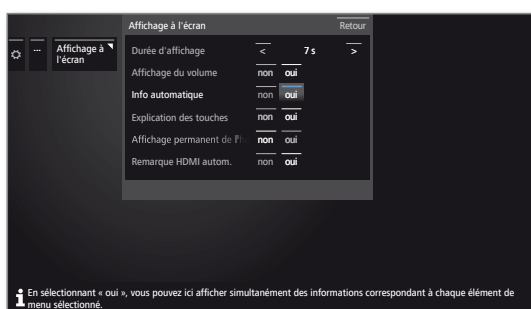 Affichage à l'écran Retour
... Affichage à l'écran
Durée d'affichage < 7 s >
Affichage du volume non oui
Info automatique non oui
Explication des touches non oui
Affichage permanent de non oui
Remarque HDMI autom. non oui
En sélectionnant « oui », vous pouvez ici afficher simultanément des informations correspondant à chaque élément de
menu sélectionné.